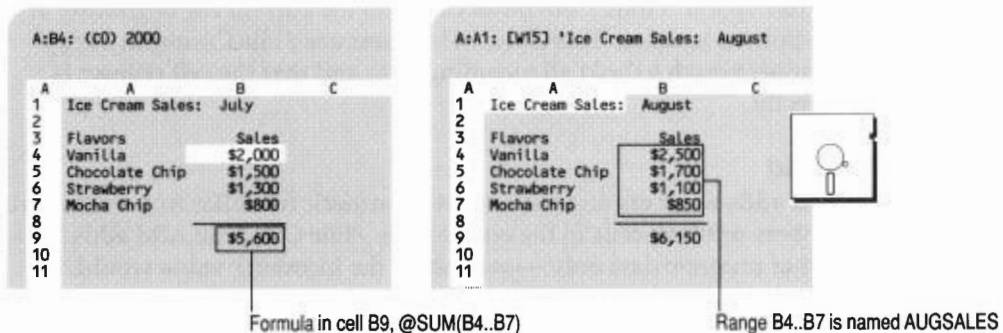 A:B4: (C0) 2000
A A B C
1 Ice Cream Sales: July
2
3 Flavors Sales
4 Vanilla $2,000
5 Chocolate Chip $1,500
6 Strawberry $1,300
7 Mocha Chip $800
8
9 $5,600
10
11
Formula in cell B9, @SUM(B4..B7)
A:A1: [W15] 'Ice Cream Sales: August
A A B C
1 Ice Cream Sales: August
2
3 Flavors Sales
4 Vanilla $2,500
5 Chocolate Chip $1,700
6 Strawberry $1,100
7 Mocha Chip $850
8
9 $6,150
10
11
Range B4..B7 is named AUGSALES